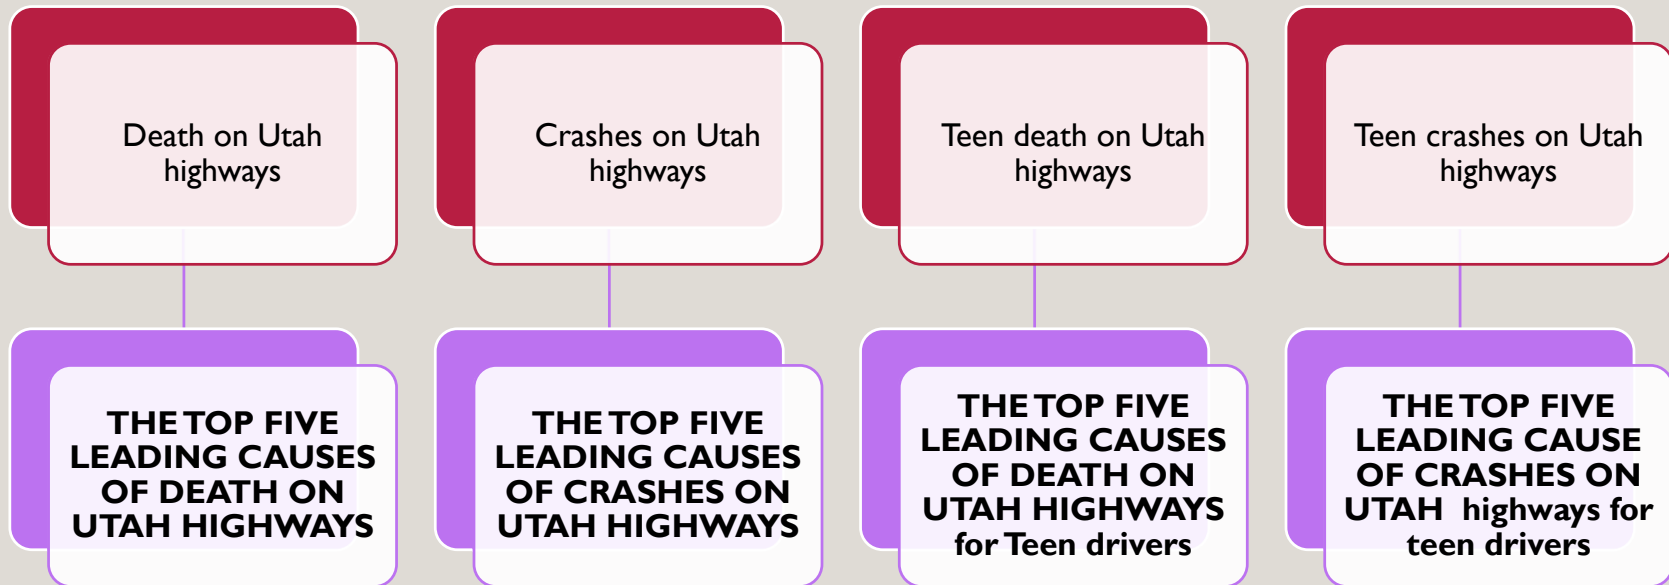 Death on Utah
highways
Crashes on Utah
highways
Teen death on Utah
highways
Teen crashes on Utah
highways
THE TOP FIVE
LEADING CAUSES
OF DEATH ON
UTAH HIGHWAYS
THE TOP FIVE
LEADING CAUSES
OF CRASHES ON
UTAH HIGHWAYS
THE TOP FIVE
LEADING CAUSES
OF DEATH ON
UTAH HIGHWAYS
for Teen drivers
THE TOP FIVE
LEADING CAUSE
OF CRASHES ON
UTAH  highways for
teen drivers